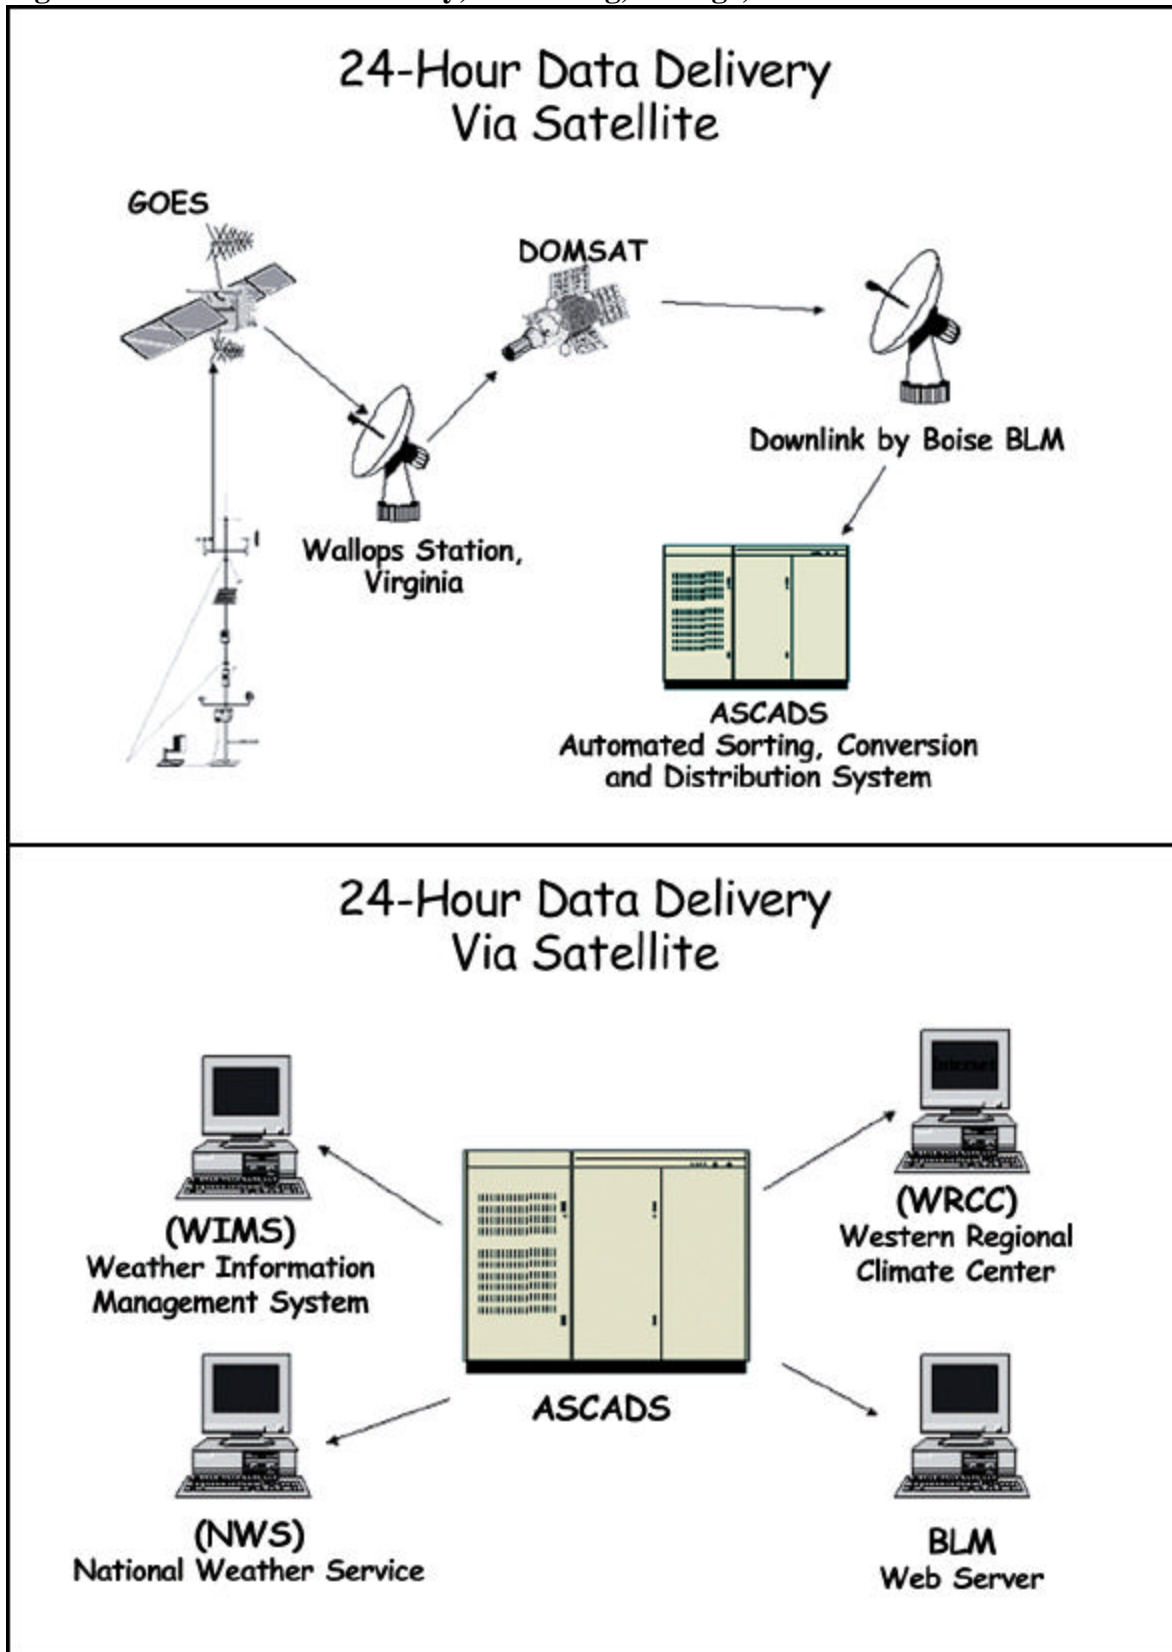 24-Hour Data Delivery
Via Satellite
GOES
DOMSAT
Downlink by Boise BLM
Wallops Station,
Virginia
ASCADS
Automated Sorting, Conversion
and Distribution System
24-Hour Data Delivery
Via Satellite
Internet
(WIMS)
Weather Information
Management System
(WRCC)
Western Regional
Climate Center
ASCADS
(NWS)
National Weather Service
BLM
Web Server